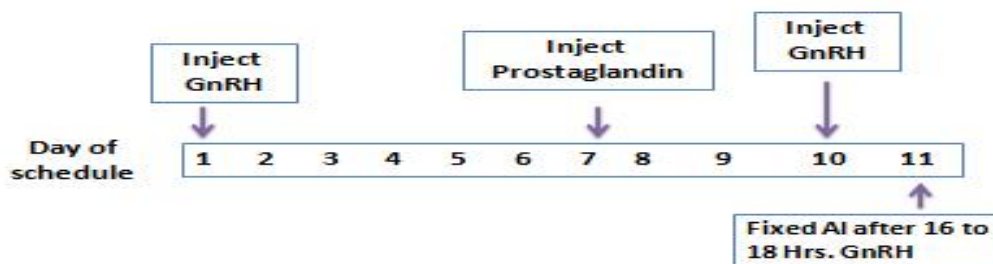 Inject
GnRH
Inject
Prostaglandin
Inject
GnRH
Day of
schedule
1 2 3 4 5 6 7 8 9 10 11
Fixed AI after 16 to
18 Hrs. GnRH